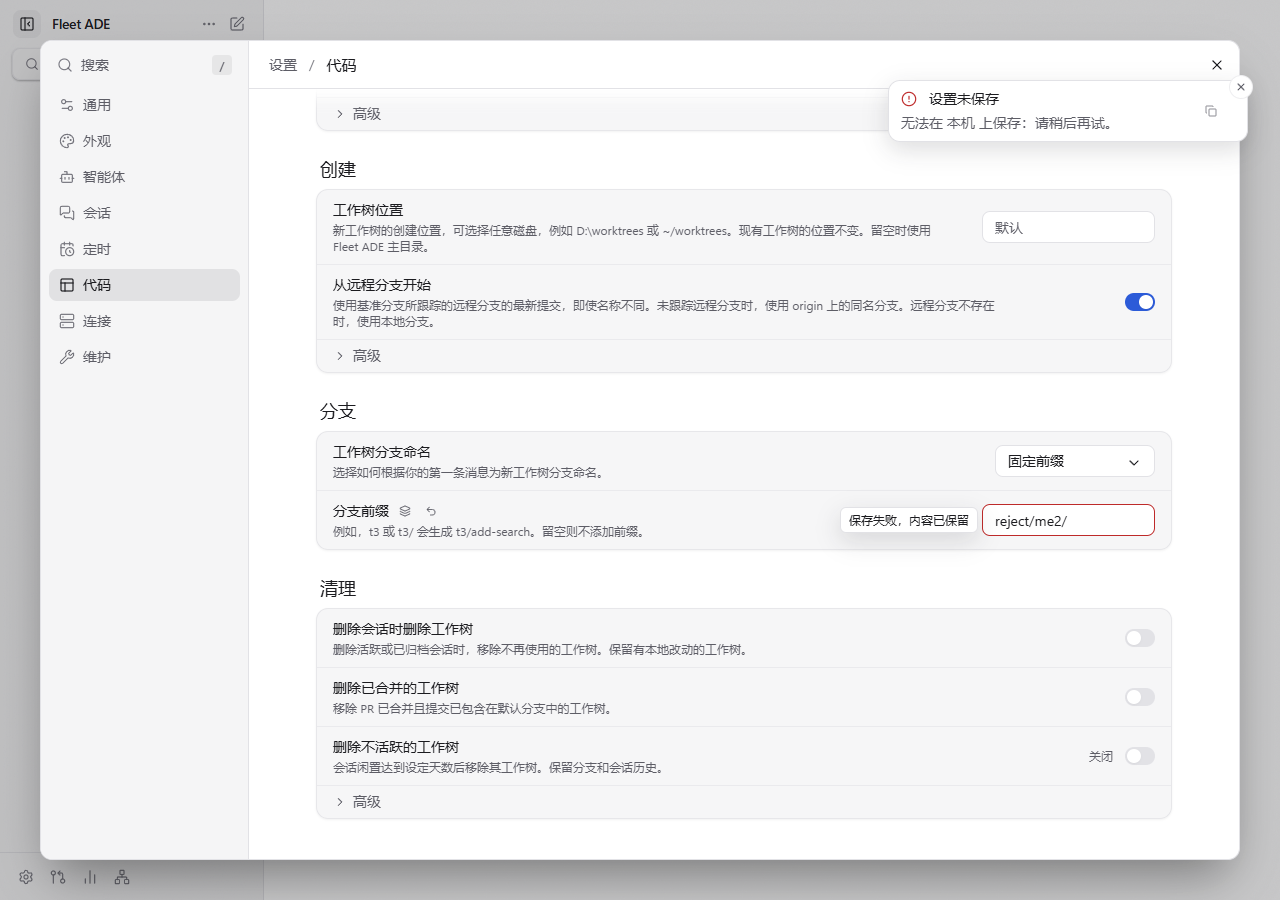 Fleet ADE
搜索
/
通用
外观
智能体
会话
定时
代码
连接
维护
设置 / 代码
设置未保存
无法在 本机 上保存：请稍后再试。
高级
创建
工作树位置
新工作树的创建位置，可选择任意磁盘，例如 D:\worktrees 或 ~/worktrees。现有工作树的位置不变。留空时使用
Fleet ADE 主目录。
默认
从远程分支开始
使用基准分支所跟踪的远程分支的最新提交，即使名称不同。未跟踪远程分支时，使用 origin 上的同名分支。远程分支不存在
时，使用本地分支。
高级
分支
工作树分支命名
选择如何根据你的第一条消息为新工作树分支命名。
固定前缀
分支前缀
例如，t3 或 t3/ 会生成 t3/add-search。留空则不添加前缀。
保存失败，内容已保留
reject/me2/
清理
删除会话时删除工作树
删除活跃或已归档会话时，移除不再使用的工作树。保留有本地改动的工作树。
删除已合并的工作树
移除 PR 已合并且提交已包含在默认分支中的工作树。
删除不活跃的工作树
会话闲置达到设定天数后移除其工作树。保留分支和会话历史。
关闭
高级